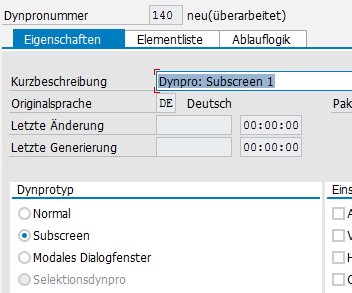 Dynpronummer 140 neu(überarbeitet)
Eigenschaften Elementliste Ablauflogik
Kurzbeschreibung Dynpro: Subscreen 1
Originalsprache DE Deutsch Pak
Letzte Änderung 00:00:00
Letzte Generierung 00:00:00
Dynprotyp Eins
Normal
Subscreen
Modales Dialogfenster
Selektionsdynpro